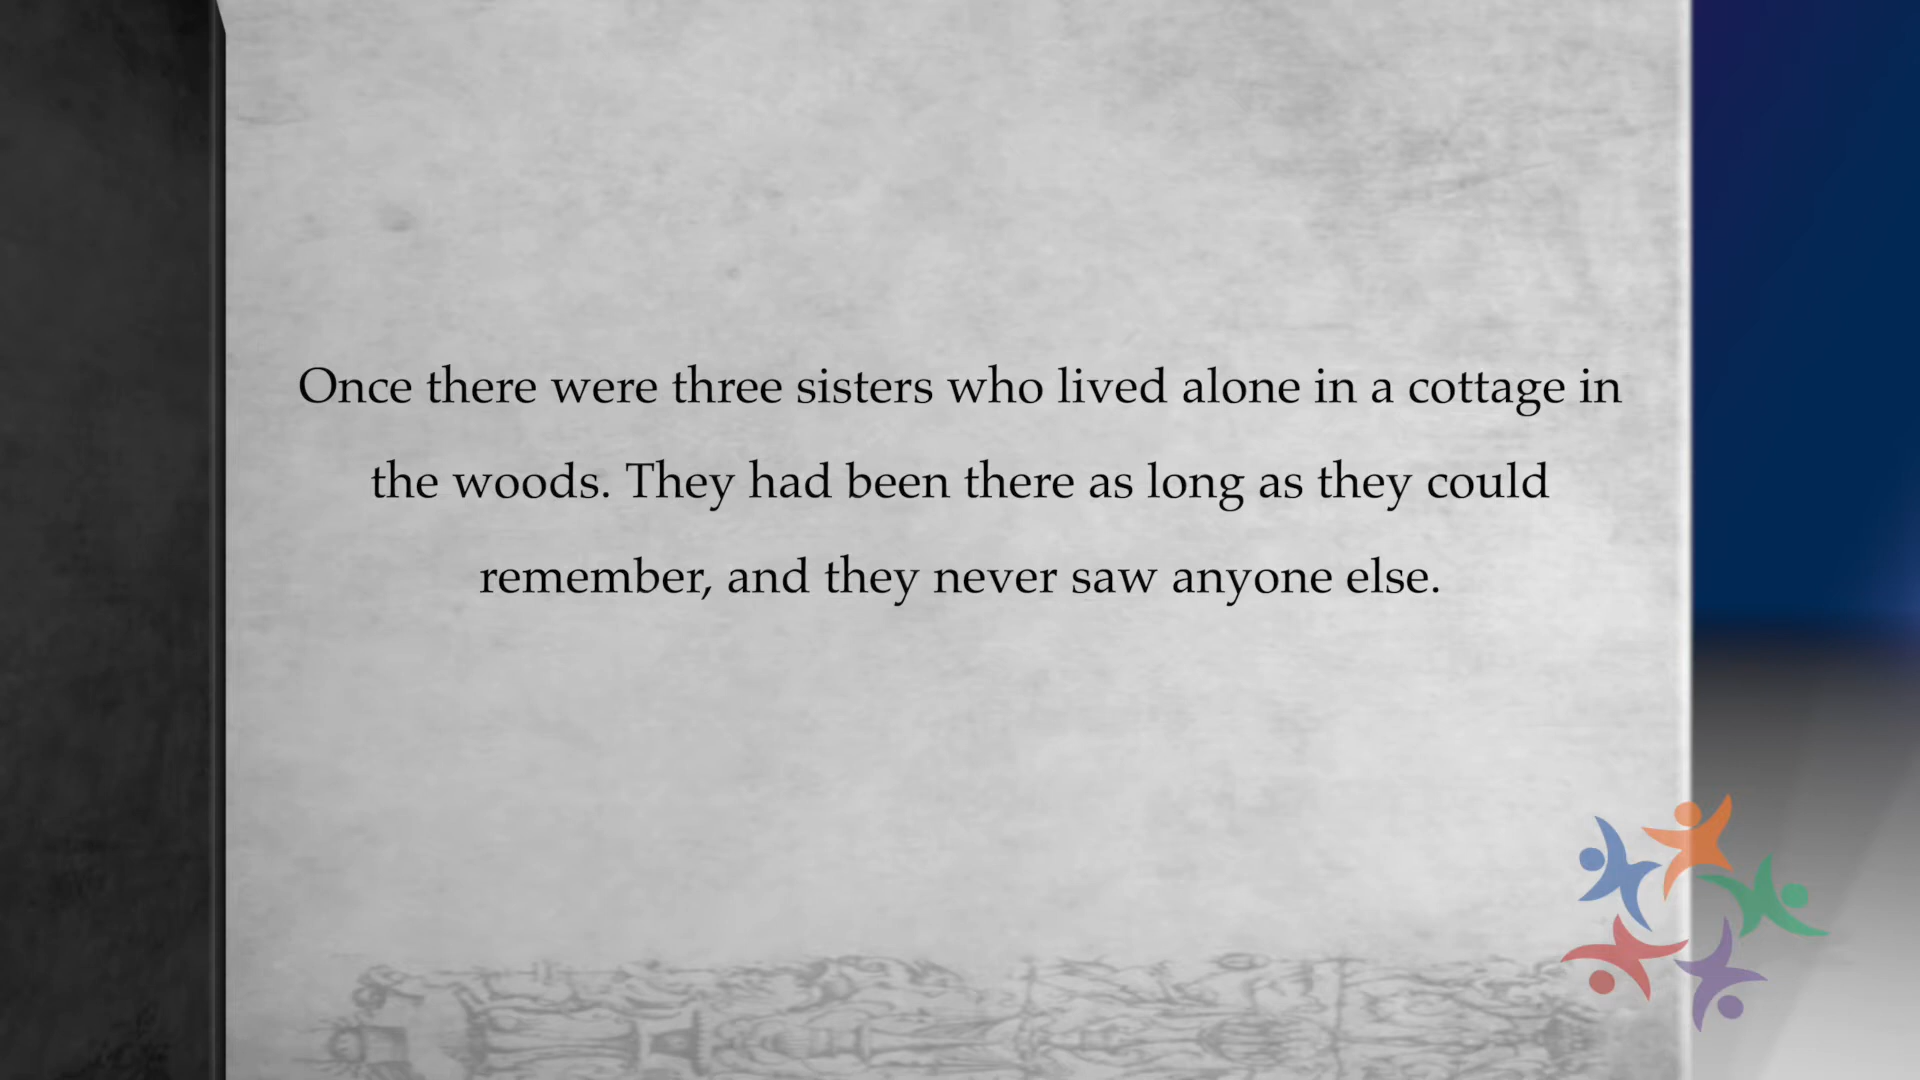 Once there were three sisters who lived alone in a cottage in
the woods. They had been there as long as they could
remember, and they never saw anyone else.